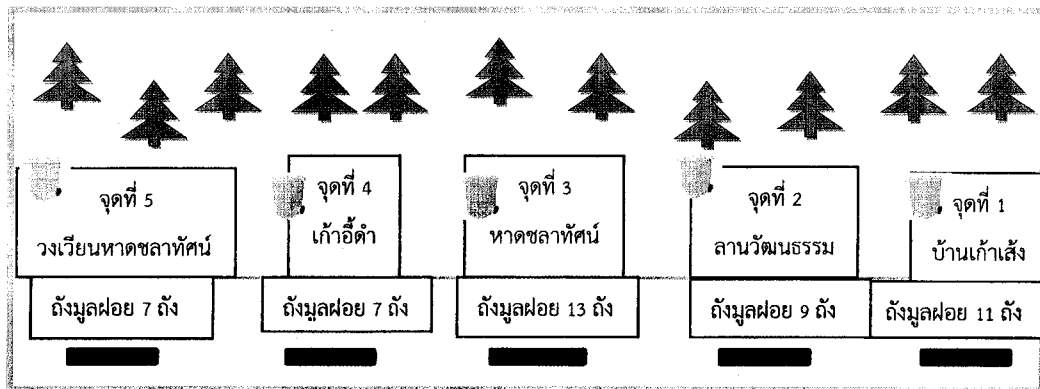 จุดที่ 5
วงเวียนหาดชลาทัศน์
ถังมูลฝอย 7 ถัง
จุดที่ 4
เก้าอี้ดำ
ถังมูลฝอย 7 ถัง
จุดที่ 3
หาดชลาทัศน์
ถังมูลฝอย 13 ถัง
จุดที่ 2
ลานวัฒนธรรม
ถังมูลฝอย 9 ถัง
จุดที่ 1
บ้านเก้าเส้ง
ถังมูลฝอย 11 ถัง